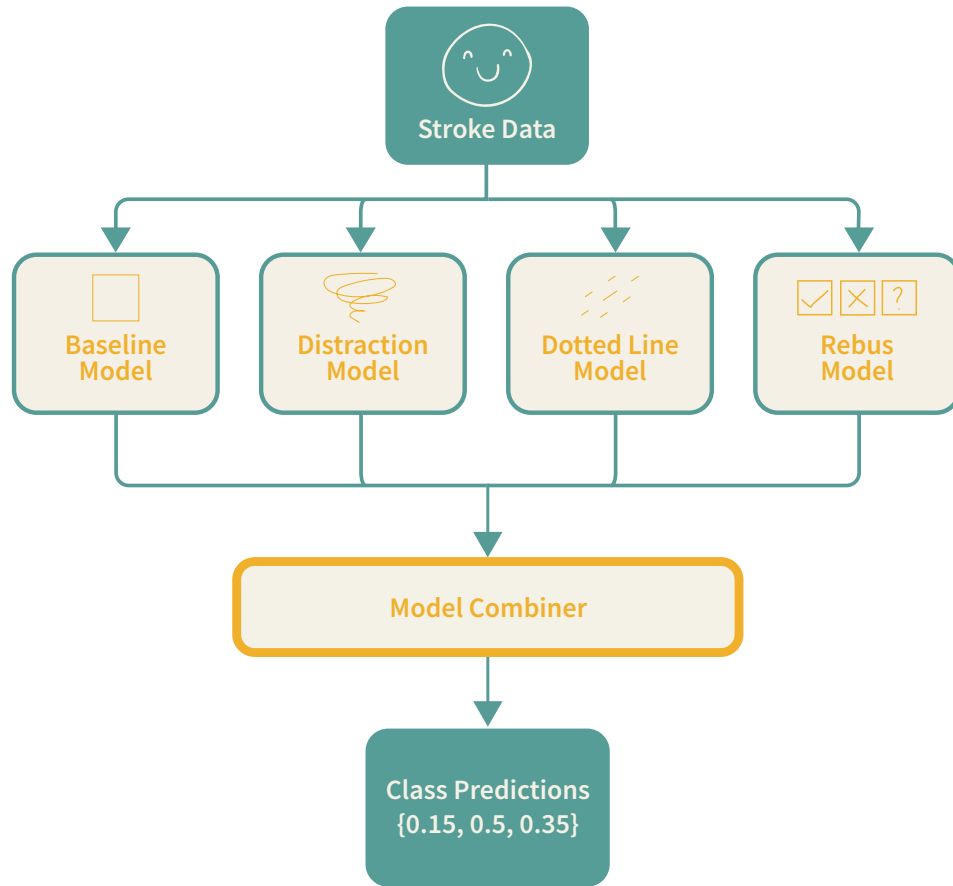 Stroke Data
Baseline
Model
Distraction
Model
Dotted Line
Model
?
Rebus
Model
Model Combiner
Class Predictions
{0.15, 0.5, 0.35}